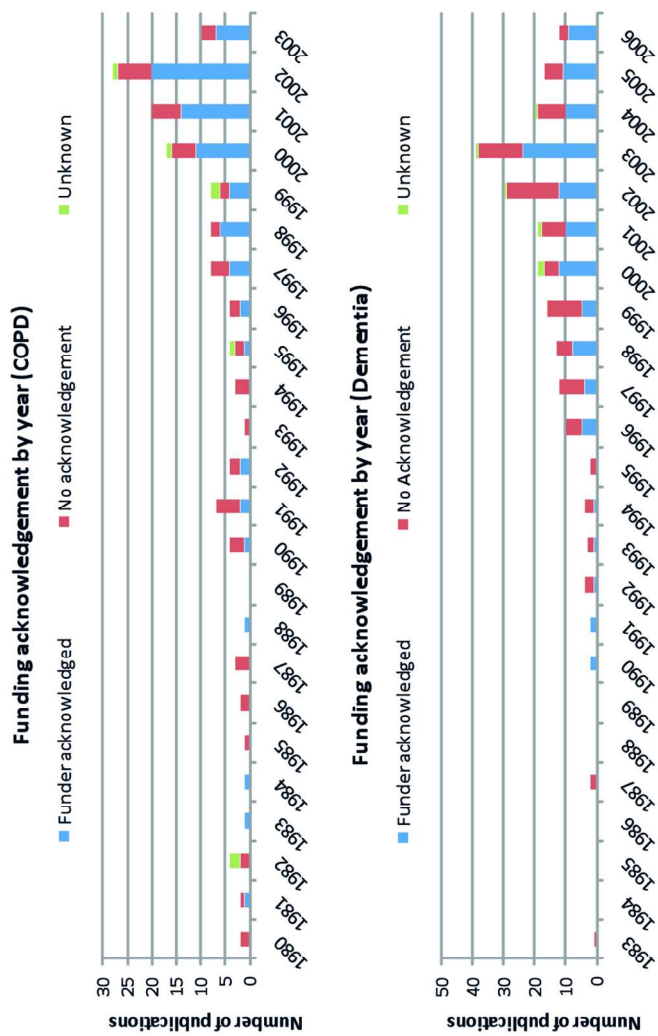 Funding acknowledgement by year (COPD)
Funder acknowledged No acknowledgement Unknown
30
25
20
15
10
5
0
Number of publications
1980 1981 1982 1983 1984 1985 1986 1987 1988 1989 1990 1991 1992 1993 1994 1995 1996 1997 1998 1999 2000 2001 2002 2003
Funding acknowledgement by year (Dementia)
Funder acknowledged No Acknowledgement Unknown
50
40
30
20
10
0
Number of publications
1983 1984 1985 1986 1987 1988 1989 1990 1991 1992 1993 1994 1995 1996 1997 1998 1999 2000 2001 2002 2003 2004 2005 2006